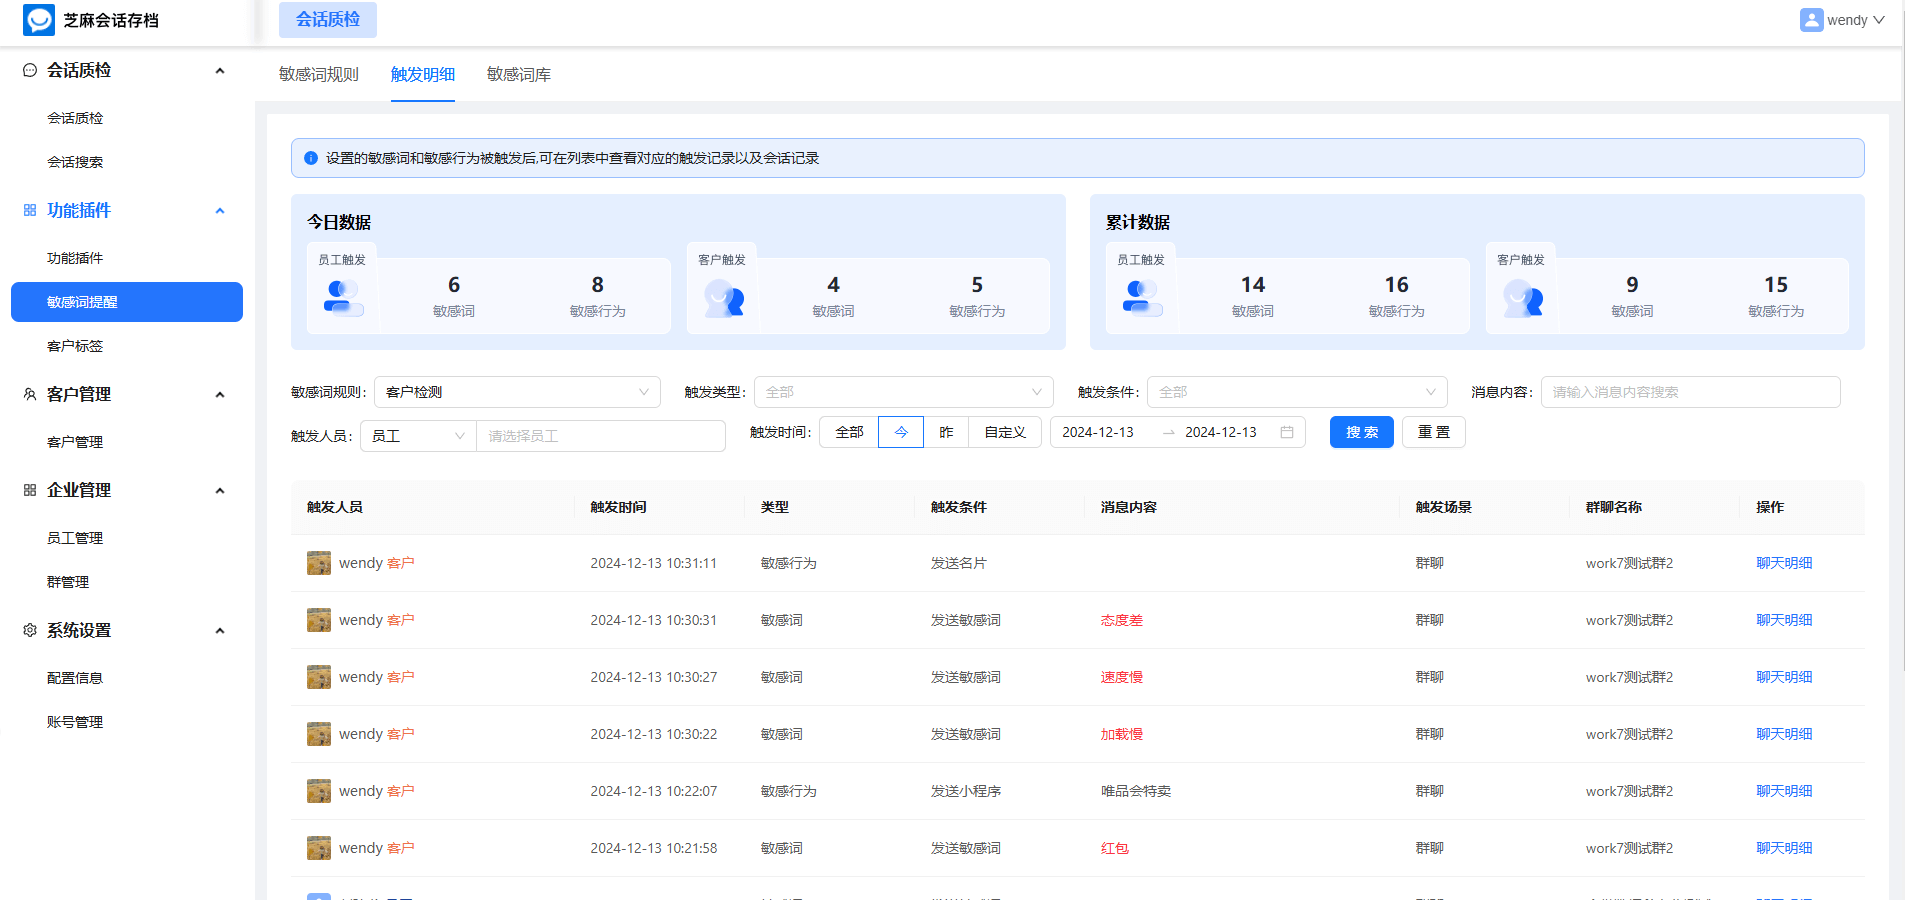 芝麻会话存档
会话质检
wendy
会话质检
会话质检
会话搜索
功能插件
功能插件
敏感词提醒
客户标签
客户管理
客户管理
企业管理
员工管理
群管理
系统设置
配置信息
账号管理
敏感词规则 触发明细 敏感词库
设置的敏感词和敏感行为被触发后,可在列表中查看对应的触发记录以及会话记录
今日数据
员工触发
6 8
敏感词 敏感行为
客户触发
4 5
敏感词 敏感行为
累计数据
员工触发
14 16
敏感词 敏感行为
客户触发
9 15
敏感词 敏感行为
敏感词规则: 客户检测 触发类型: 全部 触发条件: 全部 消息内容: 请输入消息内容搜索
触发人员: 员工 请选择员工 触发时间: 全部 今 昨 自定义 2024-12-13 → 2024-12-13 搜 索 重 置
触发人员 触发时间 类型 触发条件 消息内容 触发场景 群聊名称 操作
wendy 客户 2024-12-13 10:31:11 敏感行为 发送名片 群聊 work7测试群2 聊天明细
wendy 客户 2024-12-13 10:30:31 敏感词 发送敏感词 态度差 群聊 work7测试群2 聊天明细
wendy 客户 2024-12-13 10:30:27 敏感词 发送敏感词 速度慢 群聊 work7测试群2 聊天明细
wendy 客户 2024-12-13 10:30:22 敏感词 发送敏感词 加载慢 群聊 work7测试群2 聊天明细
wendy 客户 2024-12-13 10:22:07 敏感行为 发送小程序 唯品会特卖 群聊 work7测试群2 聊天明细
wendy 客户 2024-12-13 10:21:58 敏感词 发送敏感词 红包 群聊 work7测试群2 聊天明细